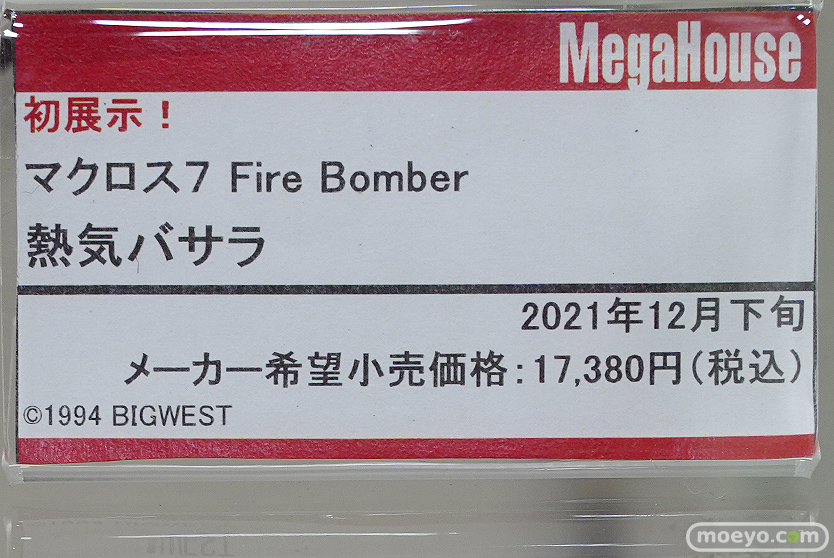 MegaHouse
初展示！
マクロス7 Fire Bomber
熱気バサラ
2021年12月下旬
メーカー希望小売価格：17,380円（税込）
©1994 BIGWEST
moeyo.com